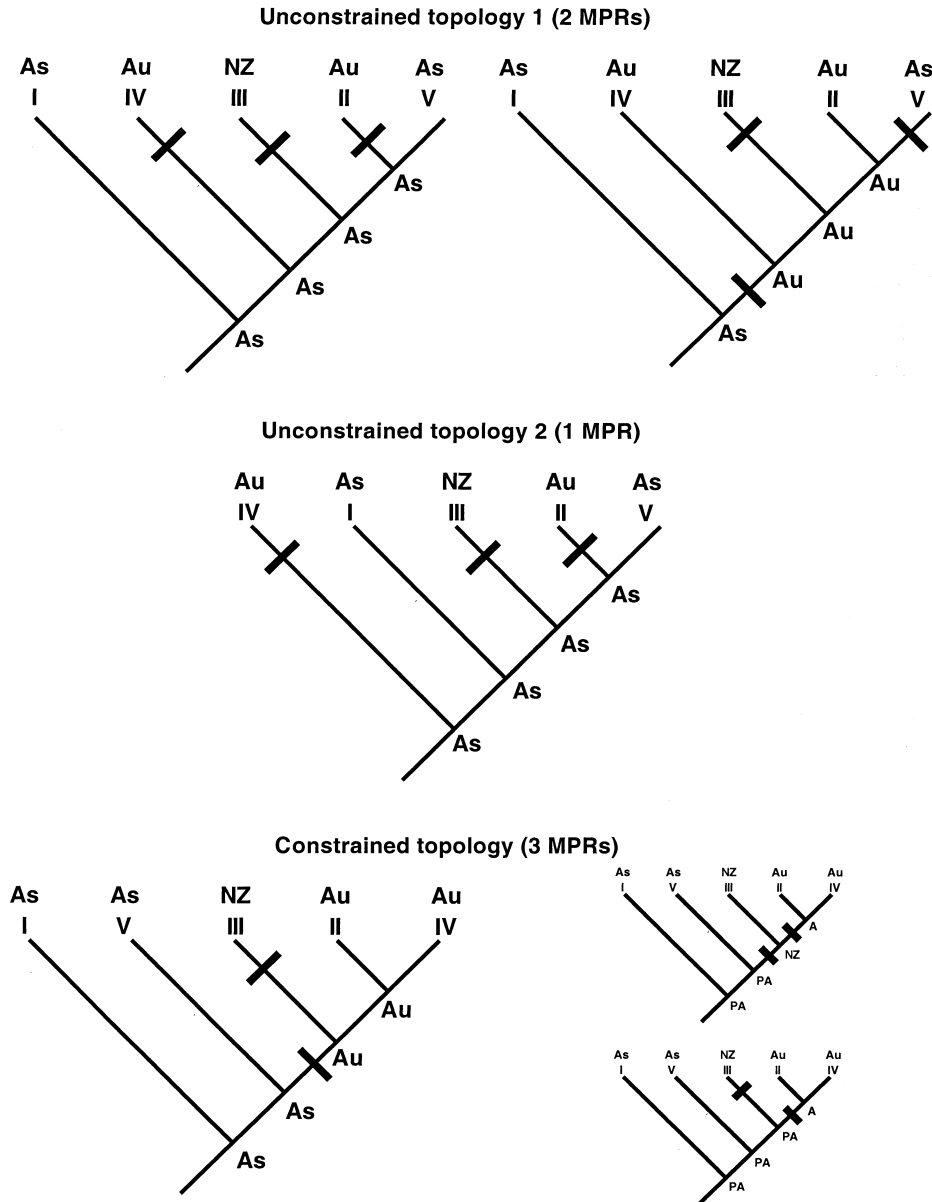 Unconstrained topology 1 (2 MPRs)
As Au NZ Au As
I IV III II V
As
As
As
As
As Au NZ Au As
I IV III II V
Au
Au
Au
As
Unconstrained topology 2 (1 MPR)
Au As NZ Au As
IV I III II V
As
As
As
As
Constrained topology (3 MPRs)
As As NZ Au Au
I V III II IV
Au
Au
As
As
As As NZ Au Au
I V III II IV
A
NZ
PA
PA
As As NZ Au Au
I V III II IV
A
PA
PA
PA